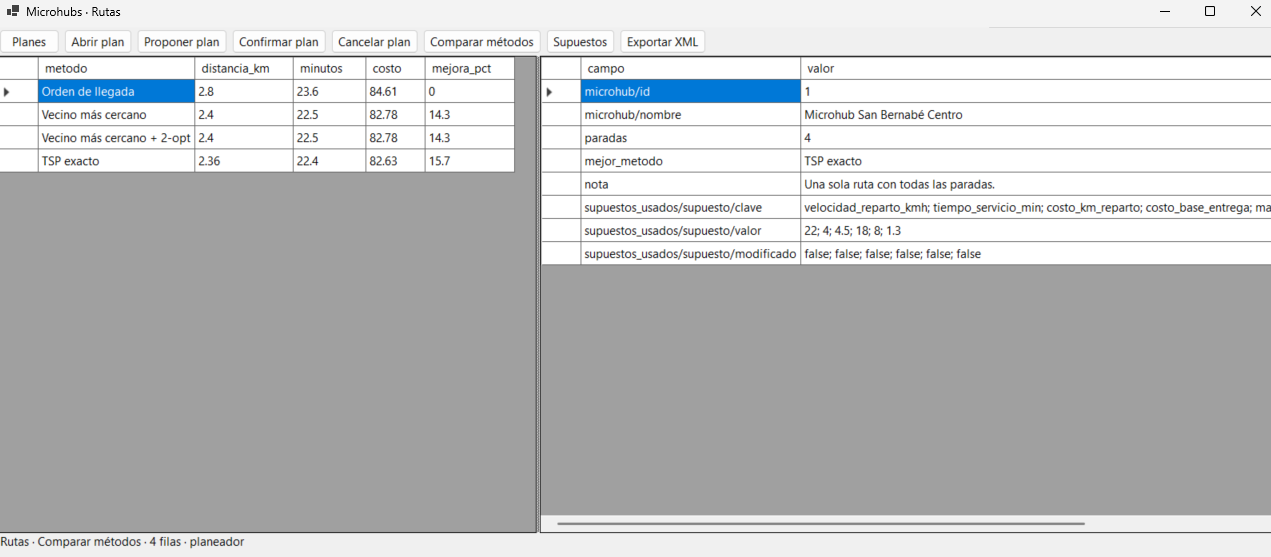 Microhubs · Rutas
Planes Abrir plan Proponer plan Confirmar plan Cancelar plan Comparar métodos Supuestos Exportar XML
metodo distancia_km minutos costo mejora_pct
Orden de llegada 2.8 23.6 84.61 0
Vecino más cercano 2.4 22.5 82.78 14.3
Vecino más cercano + 2-opt 2.4 22.5 82.78 14.3
TSP exacto 2.36 22.4 82.63 15.7
campo valor
microhub/id 1
microhub/nombre Microhub San Bernabé Centro
paradas 4
mejor_metodo TSP exacto
nota Una sola ruta con todas las paradas.
supuestos_usados/supuesto/clave velocidad_reparto_kmh; tiempo_servicio_min; costo_km_reparto; costo_base_entrega; ma
supuestos_usados/supuesto/valor 22; 4; 4.5; 18; 8; 1.3
supuestos_usados/supuesto/modificado false; false; false; false; false; false
Rutas · Comparar métodos · 4 filas · planeador